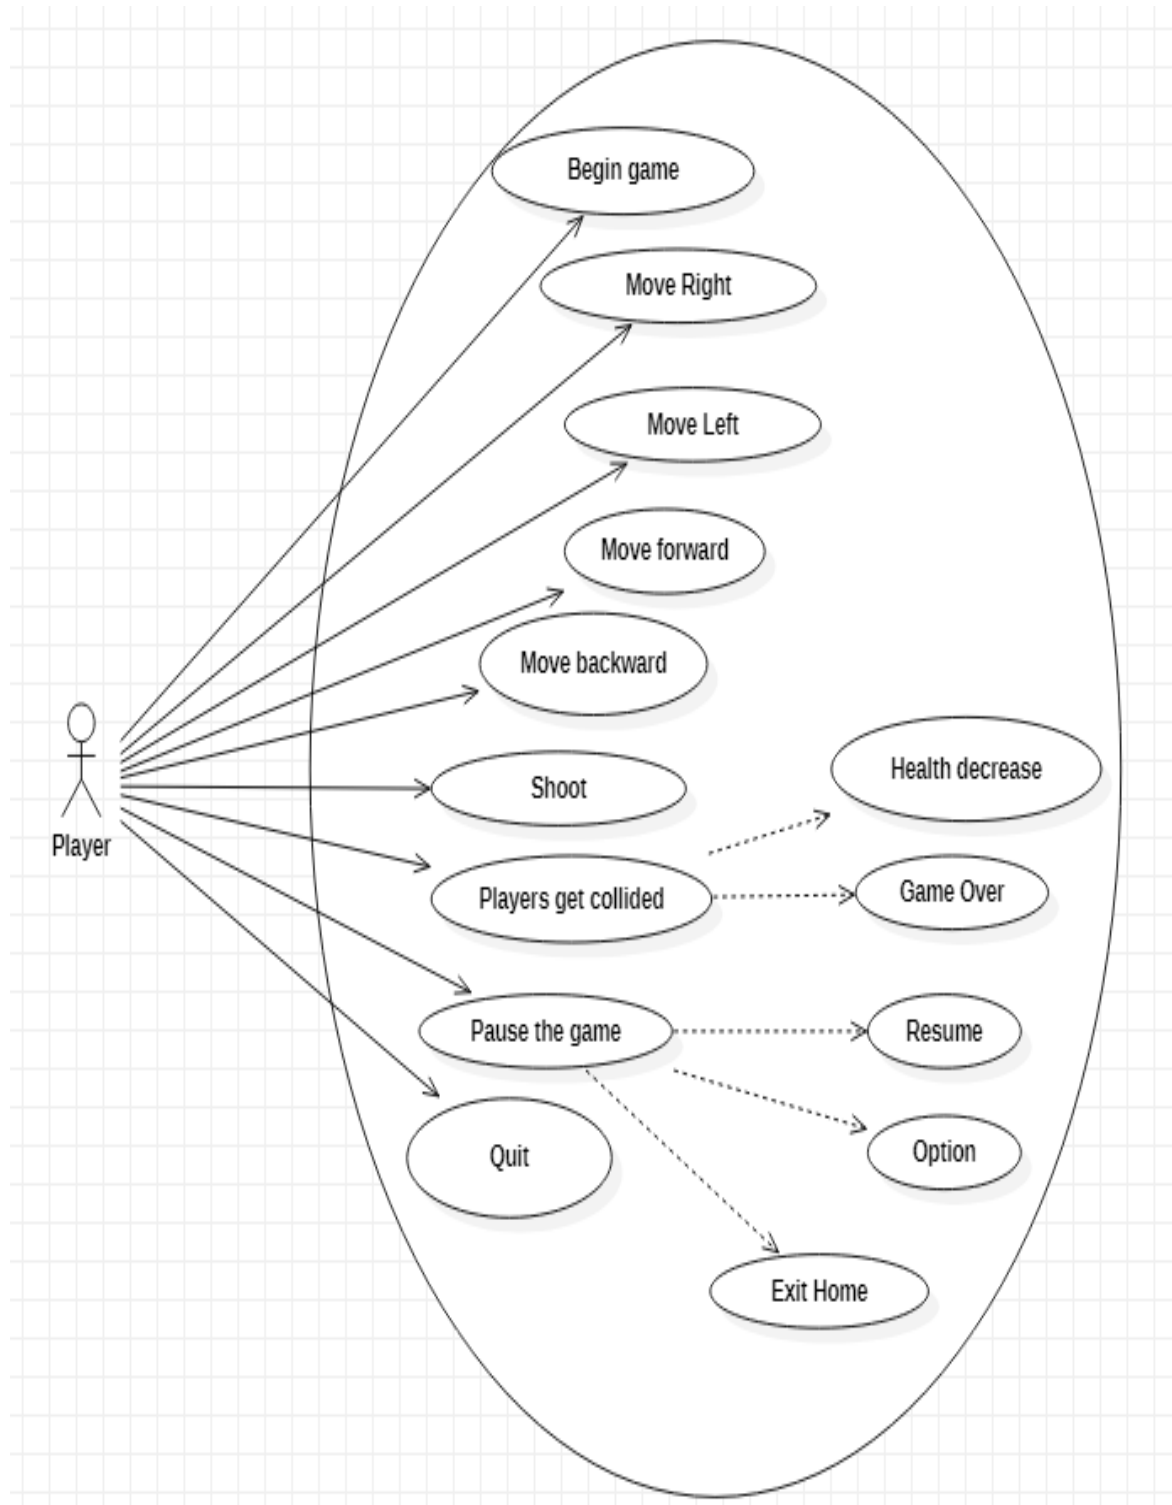 Begin game
Move Right
Move Left
Move forward
Move backward
Shoot
Health decrease
Player
Players get collided
Game Over
Pause the game
Resume
Quit
Option
Exit Home